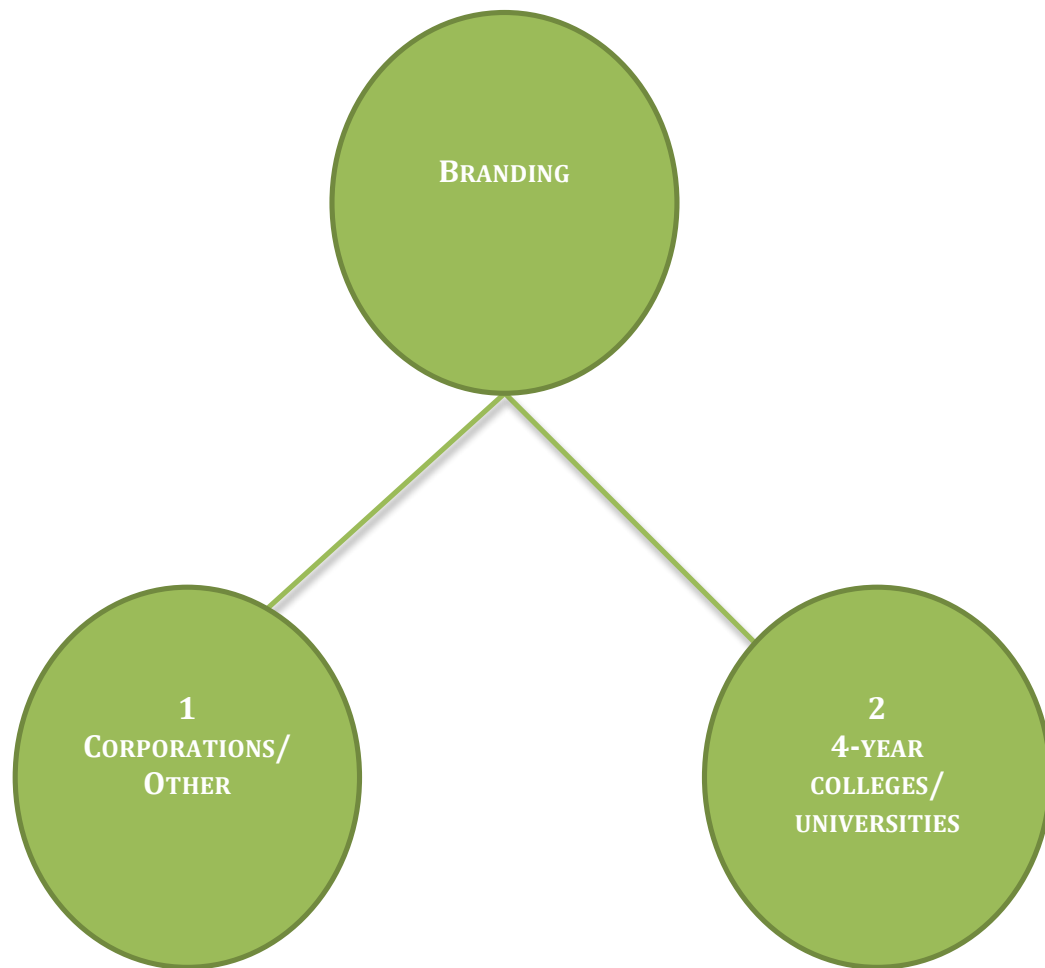 Branding
1
Corporations/
Other
2
4-year
colleges/
universities